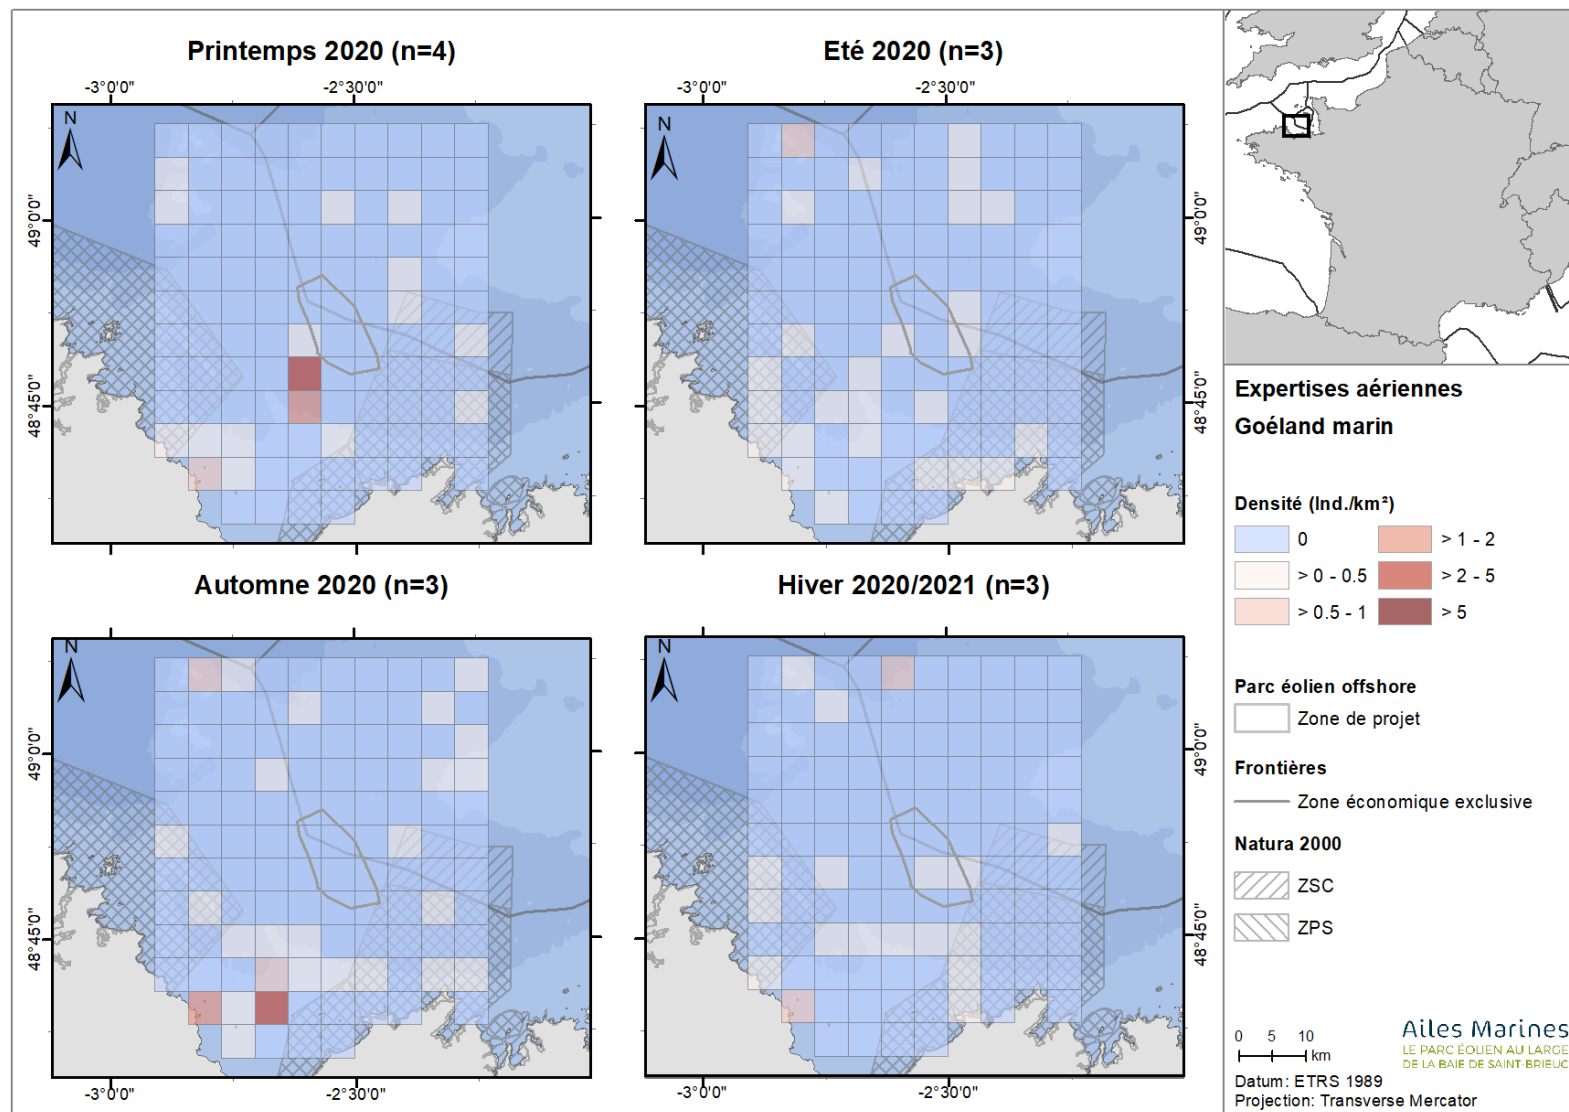 Printemps 2020 (n=4)
-3°0'0"
-2°30'0"
N
49°0'0"
48°45'0"
Eté 2020 (n=3)
-3°0'0"
-2°30'0"
N
49°0'0"
48°45'0"
Automne 2020 (n=3)
N
49°0'0"
48°45'0"
-3°0'0"
-2°30'0"
Hiver 2020/2021 (n=3)
N
49°0'0"
48°45'0"
-3°0'0"
-2°30'0"
Expertises aériennes
Goéland marin
Densité (Ind./km²)
0
> 0 - 0.5
> 0.5 - 1
> 1 - 2
> 2 - 5
> 5
Parc éolien offshore
Zone de projet
Frontières
Zone économique exclusive
Natura 2000
ZSC
ZPS
0 5 10
km
Datum: ETRS 1989
Projection: Transverse Mercator
Ailes Marines
LE PARC ÉOLIEN AU LARGE
DE LA BAIE DE SAINT-BRIEUC